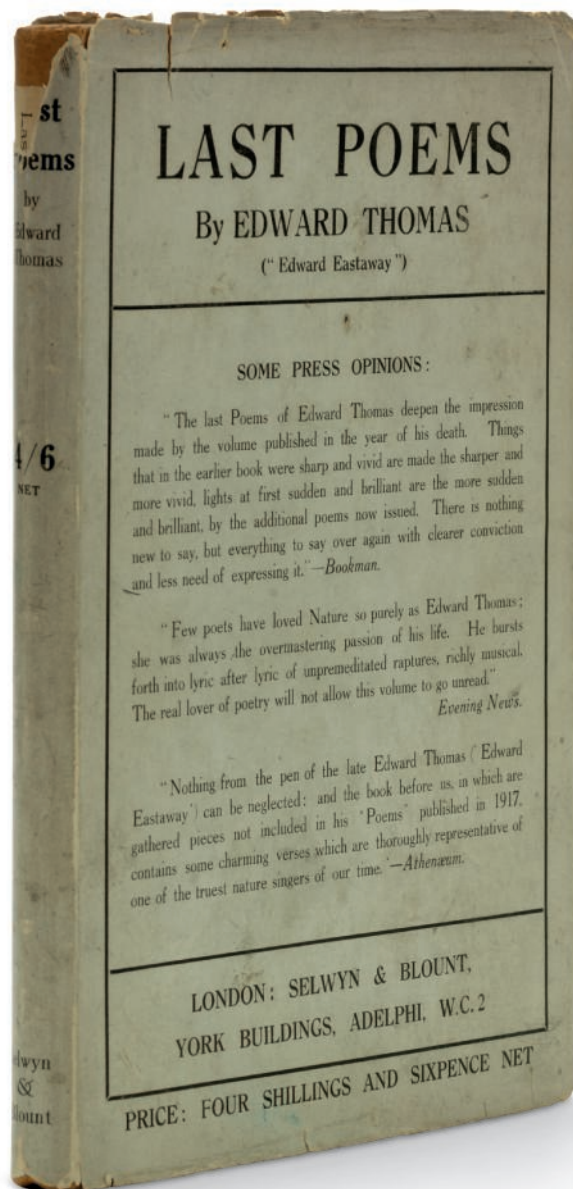 st
Las
oems
by
Edward
Thomas
4/6
NET
elwyn
&
Blount
LAST POEMS
By EDWARD THOMAS
(“ Edward Eastaway ”)
SOME PRESS OPINIONS :
“ The last Poems of Edward Thomas deepen the impression
made by the volume published in the year of his death. Things
that in the earlier book were sharp and vivid are made the sharper and
more vivid, lights at first sudden and brilliant are the more sudden
and brilliant, by the additional poems now issued. There is nothing
new to say, but everything to say over again with clearer conviction
and less need of expressing it.”—Bookman.
“ Few poets have loved Nature so purely as Edward Thomas ;
she was always the overmastering passion of his life. He bursts
forth into lyric after lyric of unpremeditated raptures, richly musical.
The real lover of poetry will not allow this volume to go unread.”
Evening News.
“ Nothing from the pen of the late Edward Thomas (‘ Edward
Eastaway ’) can be neglected ; and the book before us, in which are
gathered pieces not included in his ‘ Poems ’ published in 1917,
contains some charming verses which are thoroughly representative of
one of the truest nature singers of our time.”—Athenæum.
LONDON : SELWYN & BLOUNT,
YORK BUILDINGS, ADELPHI, W.C. 2
PRICE : FOUR SHILLINGS AND SIXPENCE NET